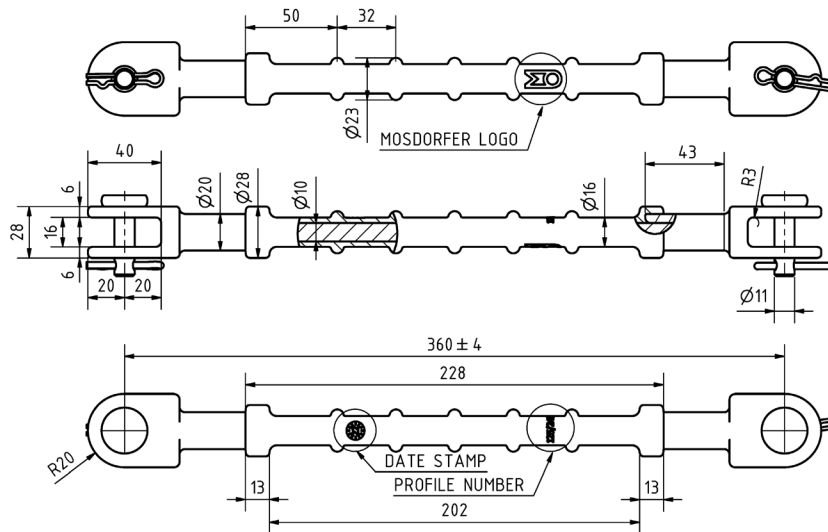 50
32
Ø23
MOSDORFER LOGO
40
43
6
28
16
6
Ø20
Ø28
Ø10
Ø16
R3
20
20
Ø11
360 ± 4
228
R20
DATE STAMP
PROFILE NUMBER
13
13
202